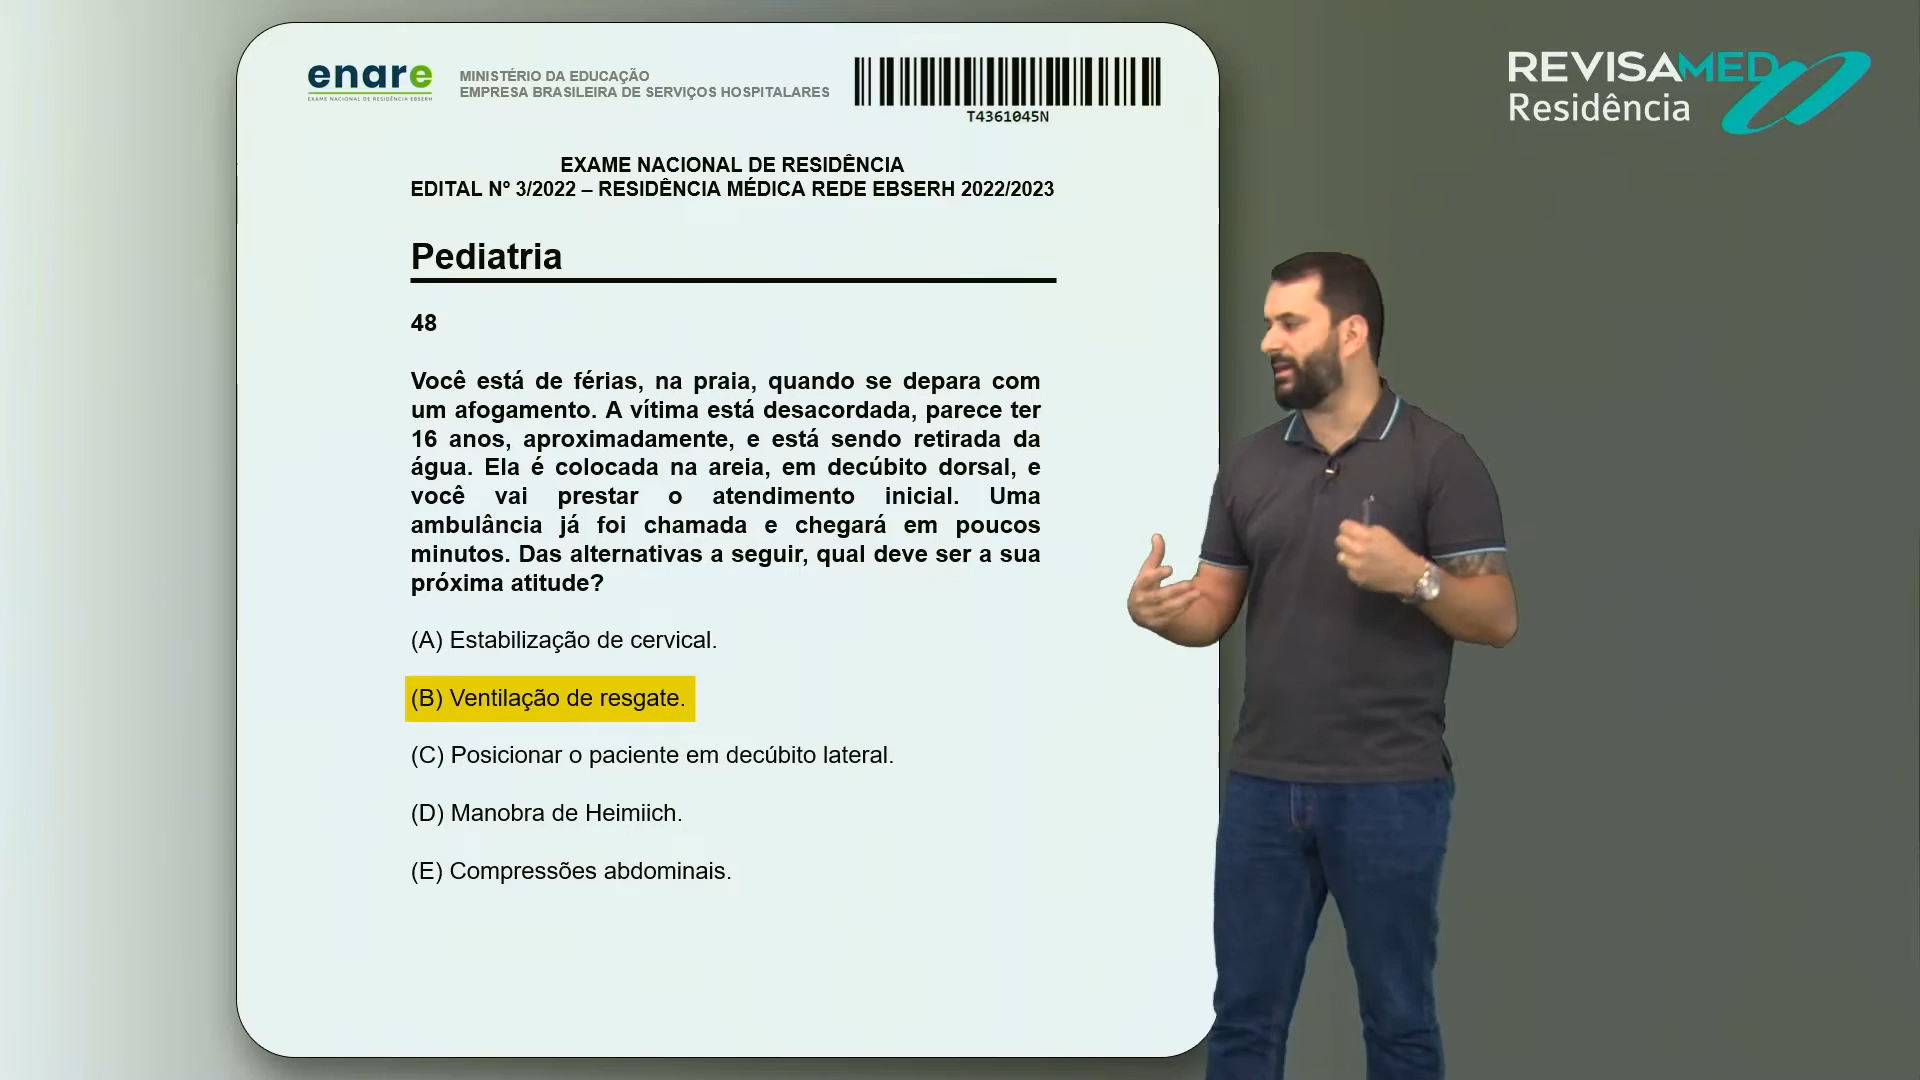 enare
EXAME NACIONAL DE RESIDÊNCIA EBSERH
MINISTÉRIO DA EDUCAÇÃO
EMPRESA BRASILEIRA DE SERVIÇOS HOSPITALARES
T4361045N
REVISAMED
Residência
EXAME NACIONAL DE RESIDÊNCIA
EDITAL Nº 3/2022 – RESIDÊNCIA MÉDICA REDE EBSERH 2022/2023
Pediatria
48
Você está de férias, na praia, quando se depara com
um afogamento. A vítima está desacordada, parece ter
16 anos, aproximadamente, e está sendo retirada da
água. Ela é colocada na areia, em decúbito dorsal, e
você vai prestar o atendimento inicial. Uma
ambulância já foi chamada e chegará em poucos
minutos. Das alternativas a seguir, qual deve ser a sua
próxima atitude?
(A) Estabilização de cervical.
(B) Ventilação de resgate.
(C) Posicionar o paciente em decúbito lateral.
(D) Manobra de Heimiich.
(E) Compressões abdominais.